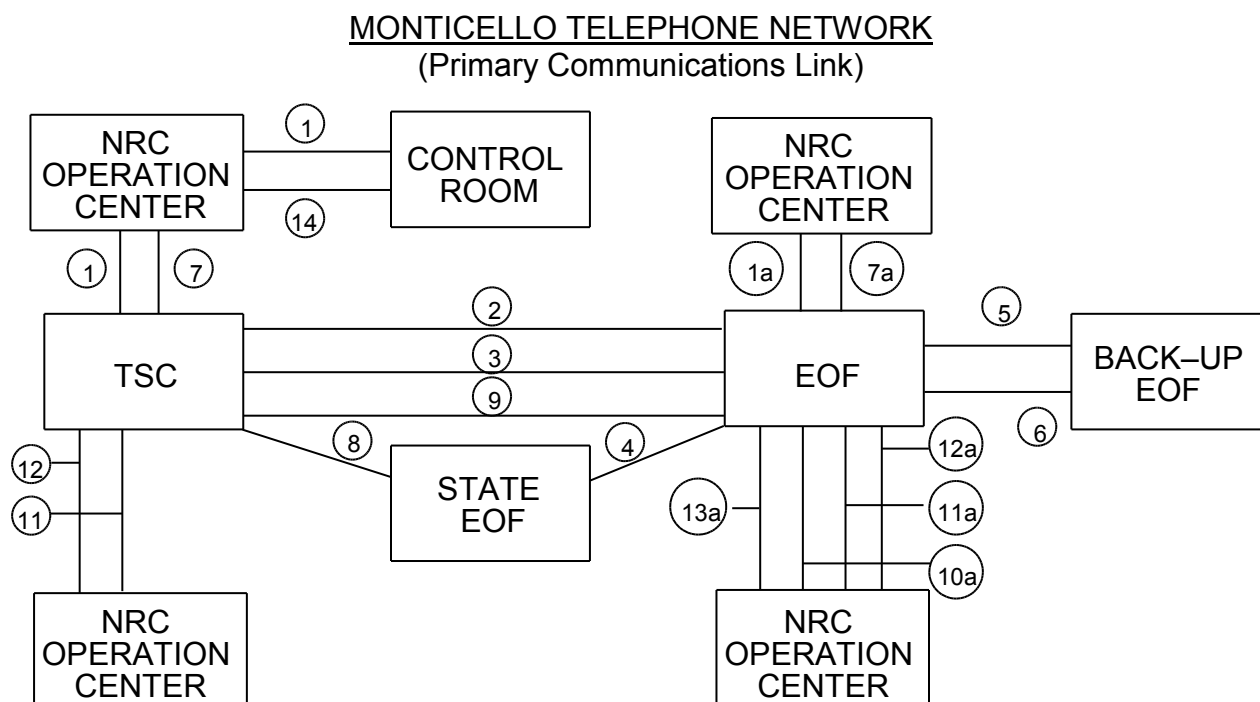 MONTICELLO TELEPHONE NETWORK
(Primary Communications Link)
NRC
OPERATION
CENTER
1
14
CONTROL
ROOM
NRC
OPERATION
CENTER
1
7
1a
7a
TSC
2
3
9
EOF
5
6
BACK–UP
EOF
8
4
STATE
EOF
12
11
13a
12a
11a
10a
NRC
OPERATION
CENTER
NRC
OPERATION
CENTER